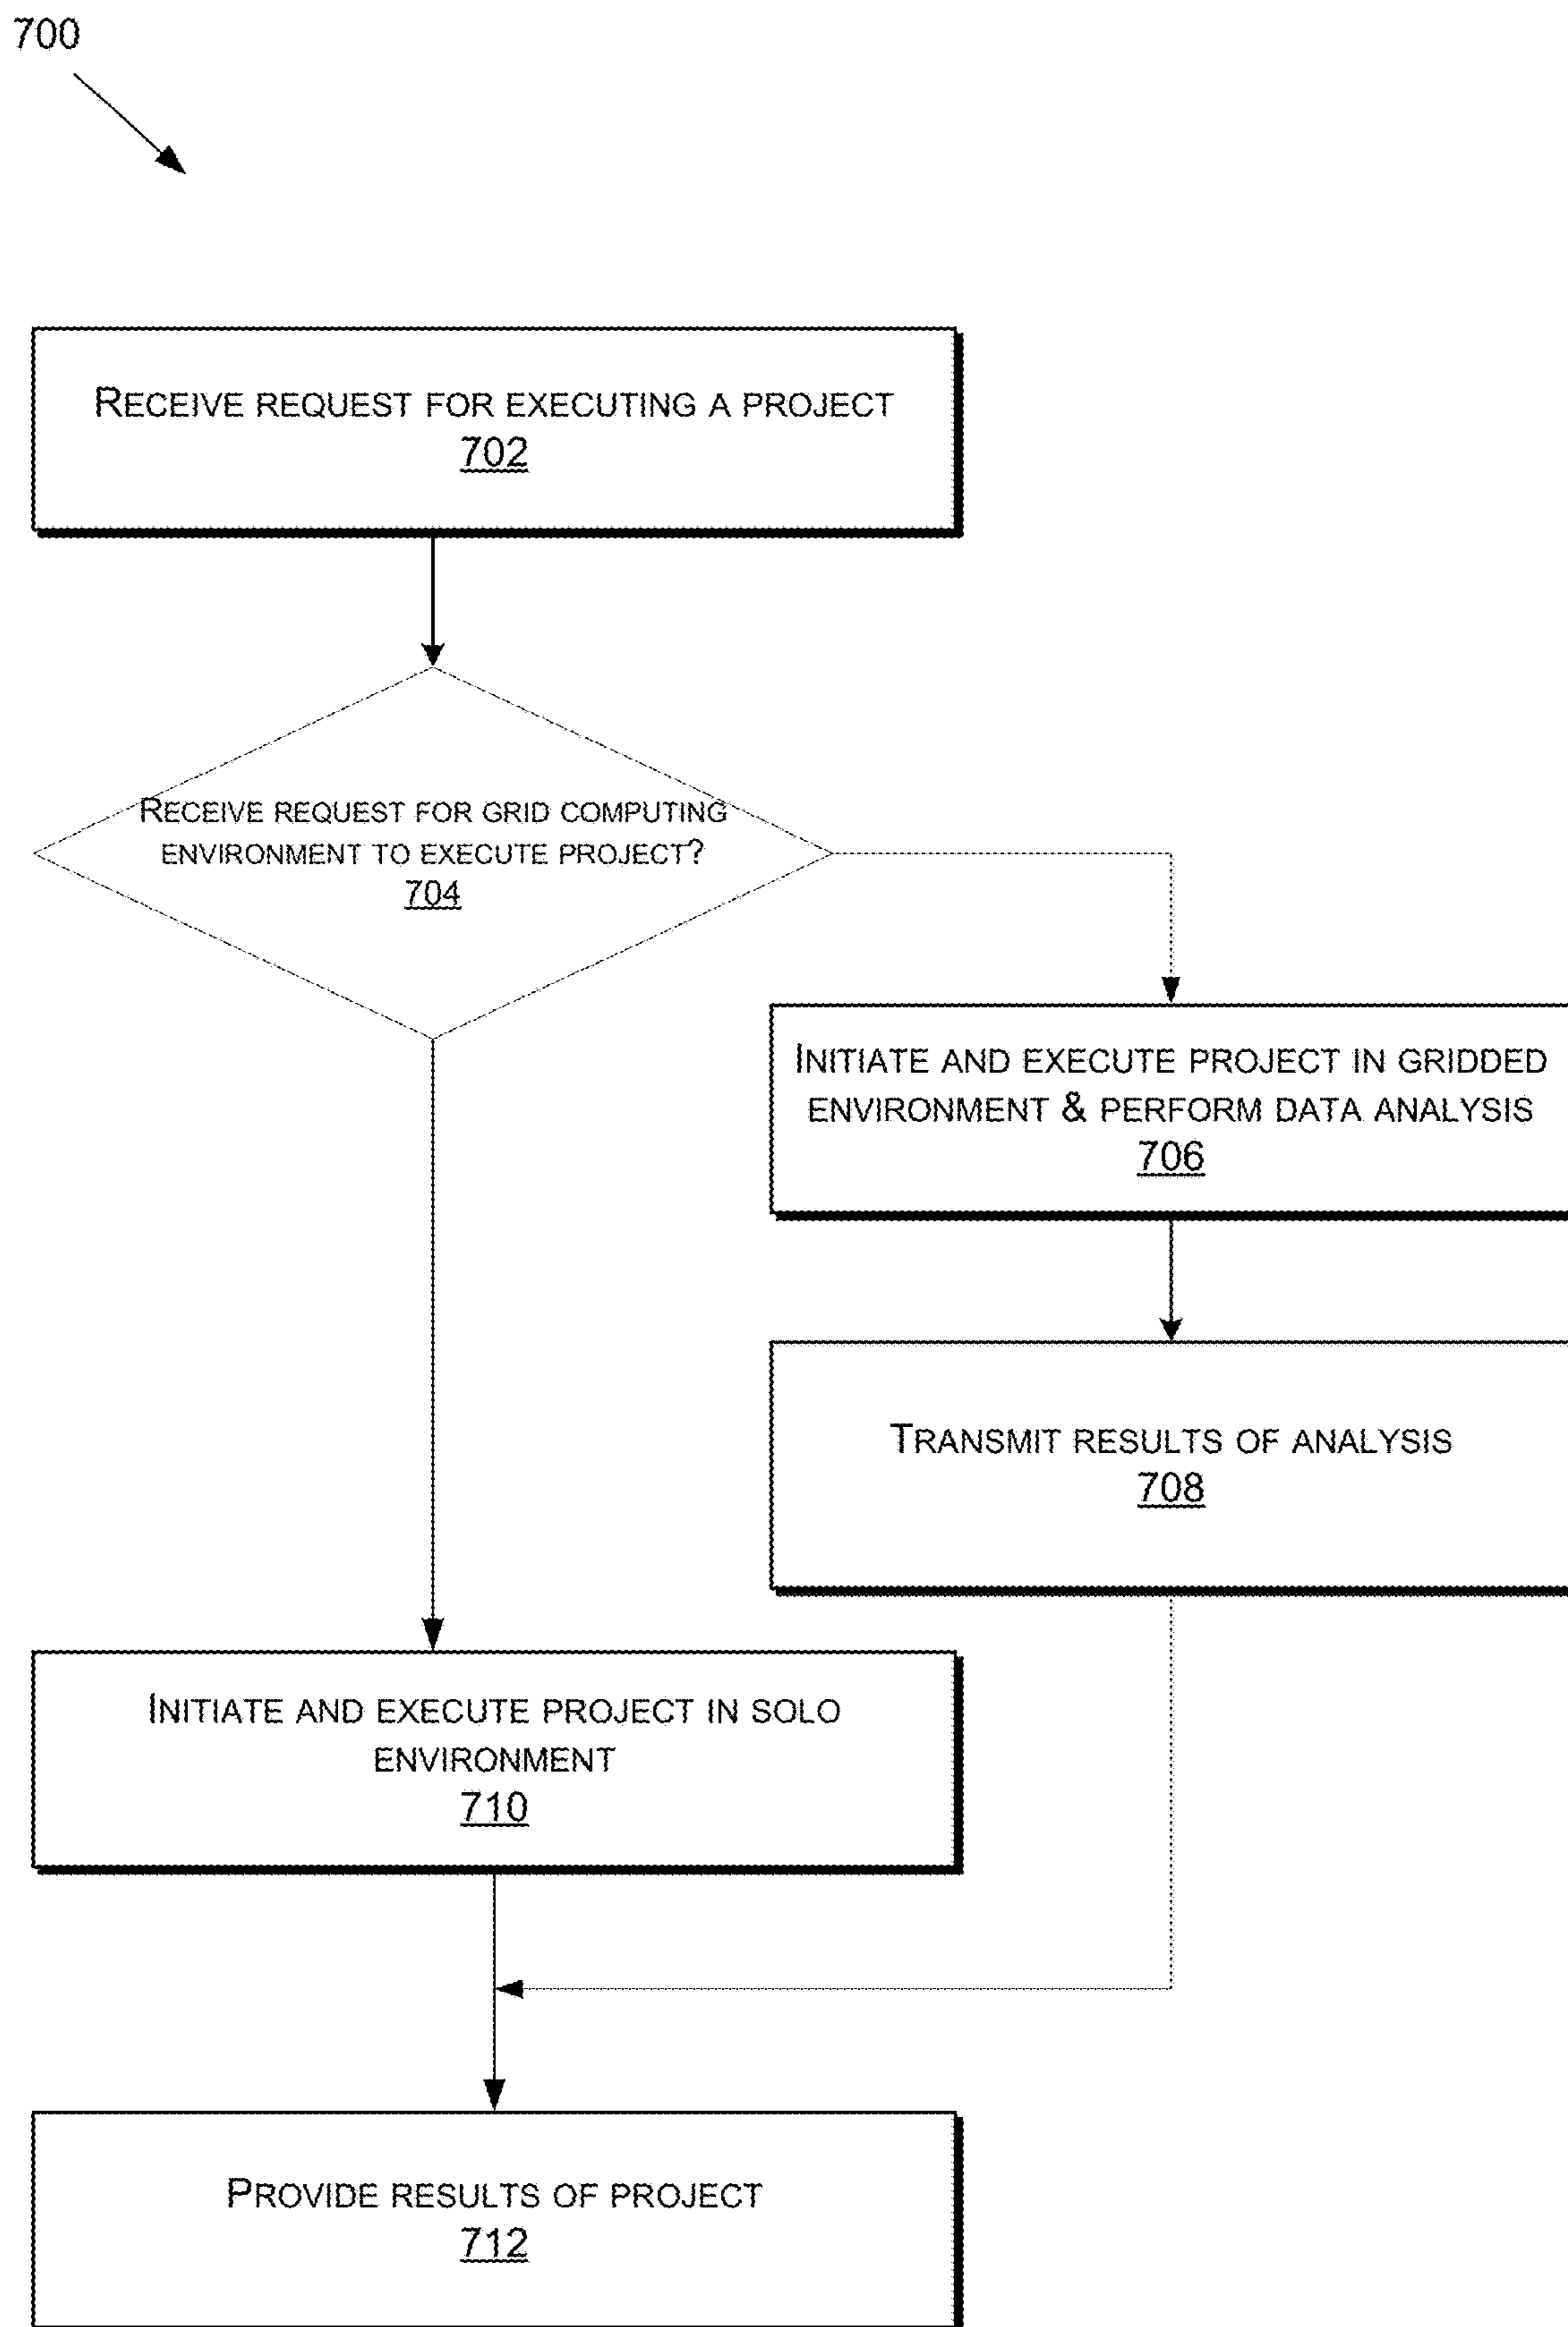 700
RECEIVE REQUEST FOR EXECUTING A PROJECT
702
RECEIVE REQUEST FOR GRID COMPUTING
ENVIRONMENT TO EXECUTE PROJECT?
704
INITIATE AND EXECUTE PROJECT IN GRIDDED
ENVIRONMENT & PERFORM DATA ANALYSIS
706
TRANSMIT RESULTS OF ANALYSIS
708
INITIATE AND EXECUTE PROJECT IN SOLO
ENVIRONMENT
710
PROVIDE RESULTS OF PROJECT
712